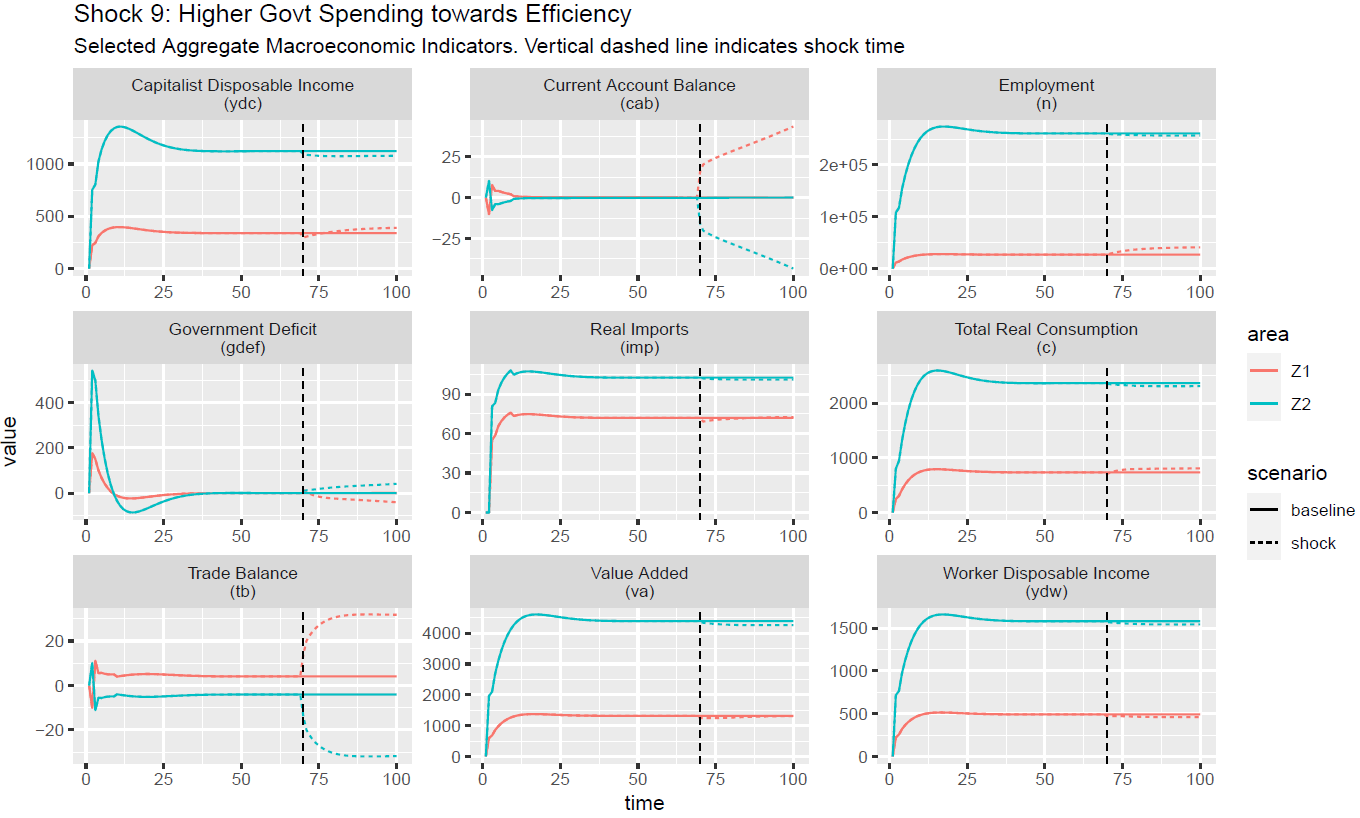 Shock 9: Higher Govt Spending towards Efficiency
Selected Aggregate Macroeconomic Indicators. Vertical dashed line indicates shock time
Capitalist Disposable Income
(ydc)
1000
500
0
0 25 50 75 100
Current Account Balance
(cab)
25
0
−25
0 25 50 75 100
Employment
(n)
2e+05
1e+05
0e+00
0 25 50 75 100
Government Deficit
(gdef)
400
200
0
0 25 50 75 100
Real Imports
(imp)
90
60
30
0
0 25 50 75 100
Total Real Consumption
(c)
2000
1000
0
0 25 50 75 100
Trade Balance
(tb)
20
0
−20
0 25 50 75 100
Value Added
(va)
4000
3000
2000
1000
0
0 25 50 75 100
Worker Disposable Income
(ydw)
1500
1000
500
0
0 25 50 75 100
value
time
area
Z1
Z2
scenario
baseline
shock